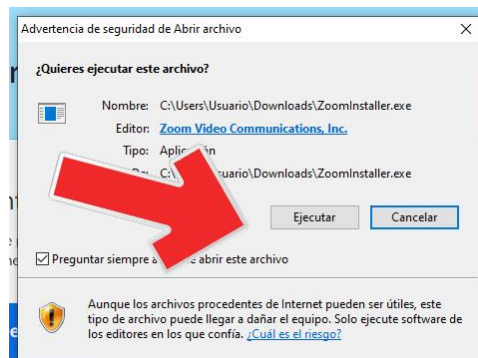 Advertencia de seguridad de Abrir archivo
¿Quieres ejecutar este archivo?
Nombre: C:\Users\Usuario\Downloads\ZoomInstaller.exe
Editor: Zoom Video Communications, Inc.
Tipo: Aplicación
De: C:\ uario\Downloads\ZoomInstaller.exe
Ejecutar Cancelar
Preguntar siempre a e abrir este archivo
Aunque los archivos procedentes de Internet pueden ser útiles, este
tipo de archivo puede llegar a dañar el equipo. Solo ejecute software de
los editores en los que confía. ¿Cuál es el riesgo?